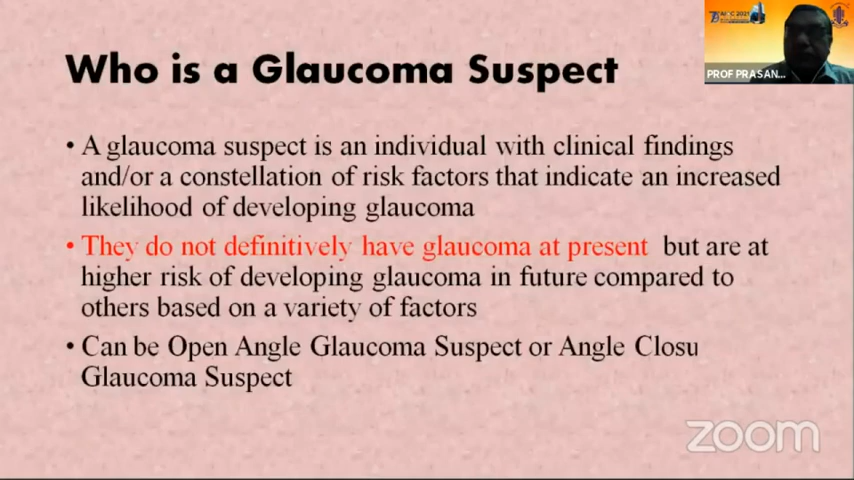 Who is a Glaucoma Suspect
• A glaucoma suspect is an individual with clinical findings
and/or a constellation of risk factors that indicate an increased
likelihood of developing glaucoma
• They do not definitively have glaucoma at present but are at
higher risk of developing glaucoma in future compared to
others based on a variety of factors
• Can be Open Angle Glaucoma Suspect or Angle Closu
Glaucoma Suspect
PROF PRASAN...
zoom